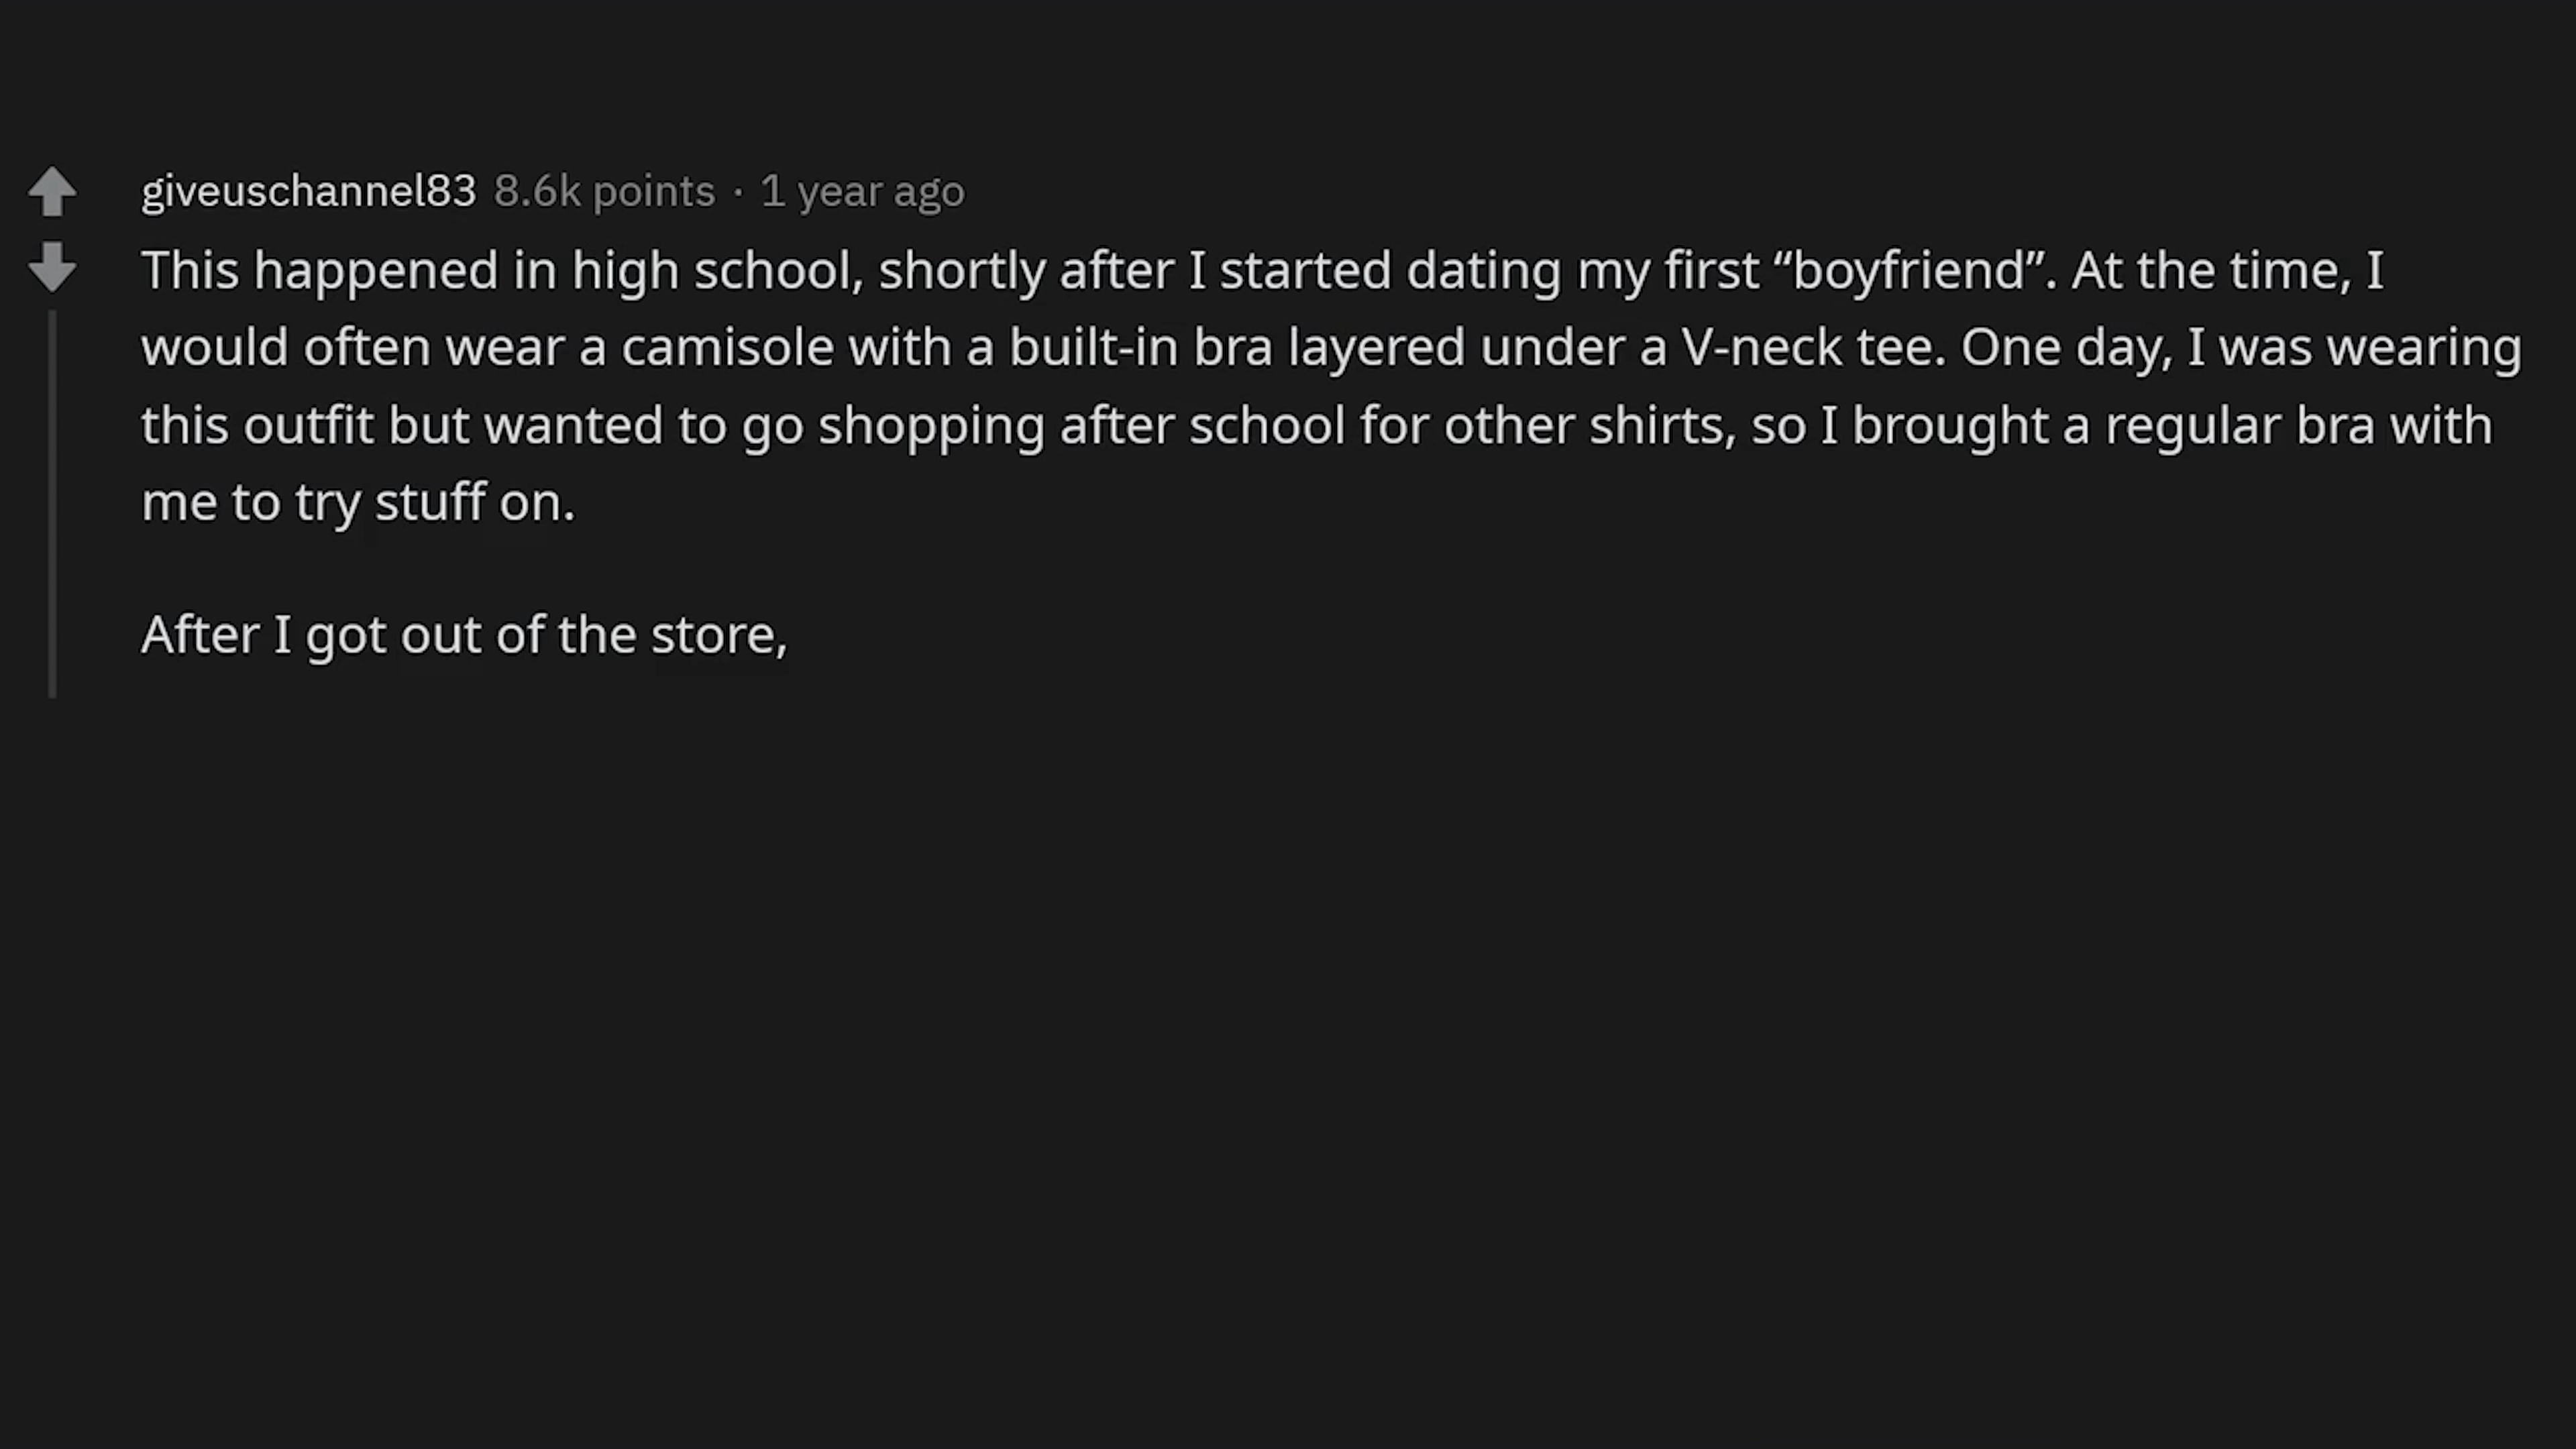 giveuschannel83 8.6k points · 1 year ago
This happened in high school, shortly after I started dating my first “boyfriend”. At the time, I
would often wear a camisole with a built-in bra layered under a V-neck tee. One day, I was wearing
this outfit but wanted to go shopping after school for other shirts, so I brought a regular bra with
me to try stuff on.
After I got out of the store,